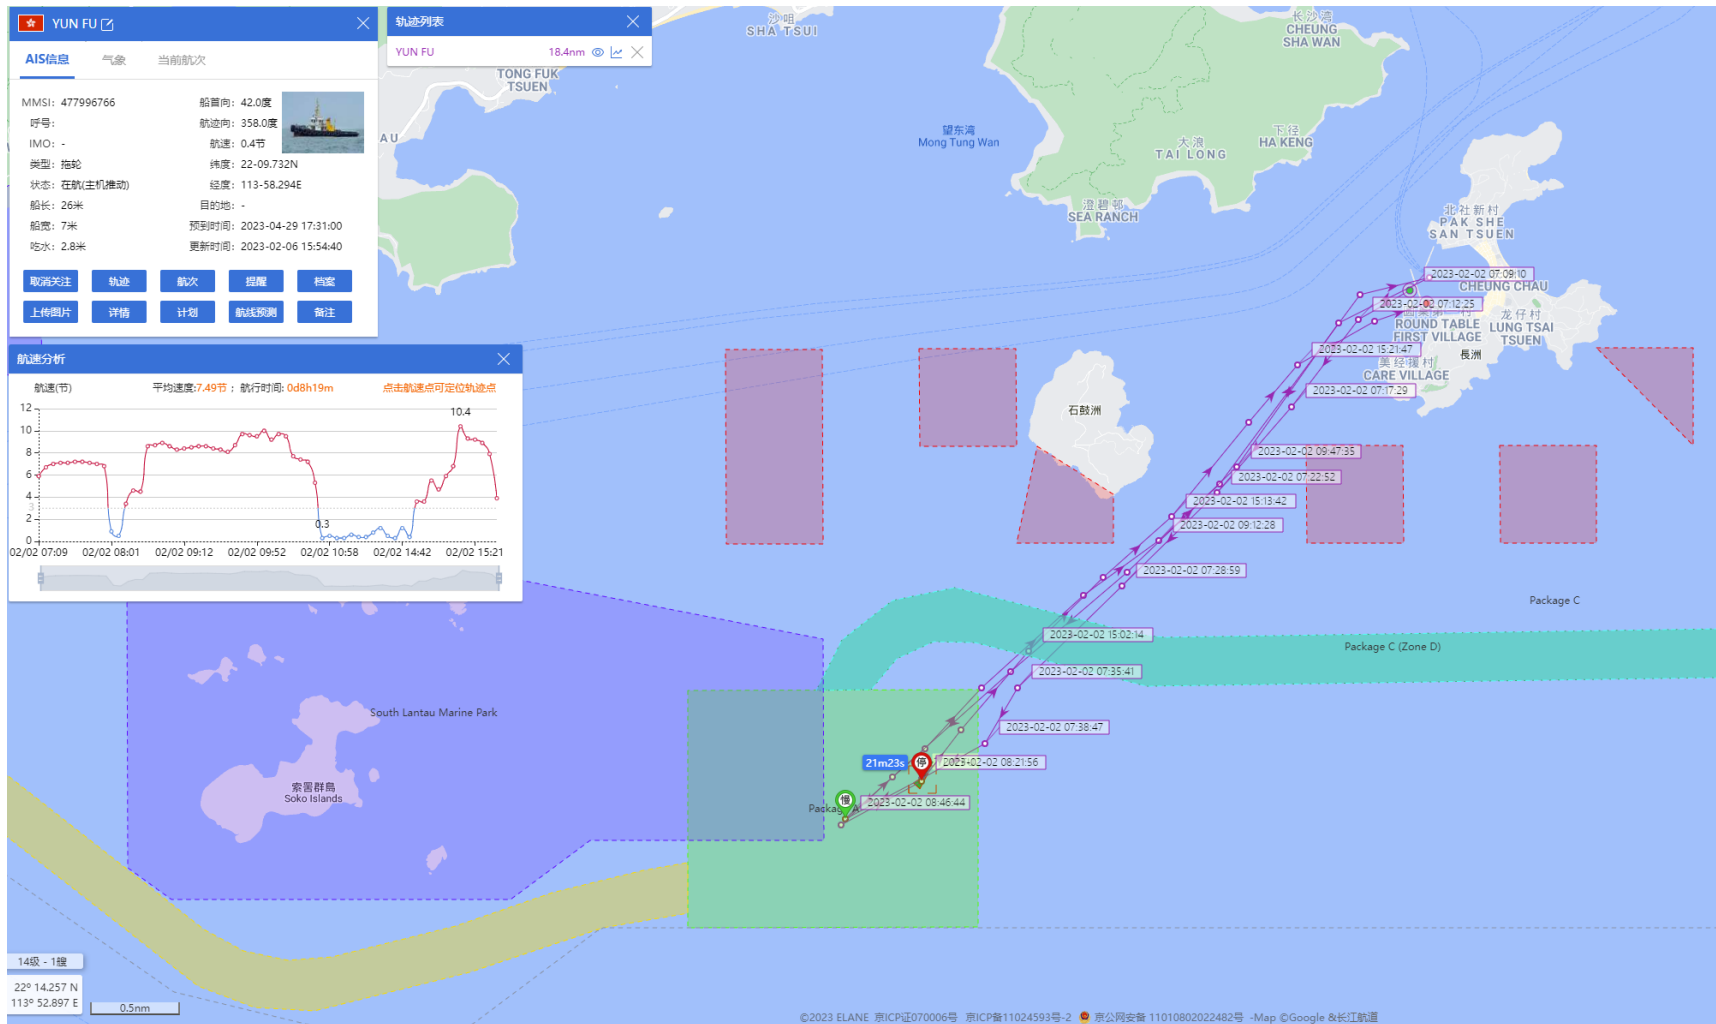 YUN FU
AIS信息 气象 当前航次
MMSI: 477996766 船首向: 42.0度
呼号: 航迹向: 358.0度
IMO: - 航速: 0.4节
类型: 拖轮 纬度: 22-09.732N
状态: 在航(主机推动) 经度: 113-58.294E
船长: 26米 目的地: -
船宽: 7米 预到时间: 2023-04-29 17:31:00
吃水: 2.8米 更新时间: 2023-02-06 15:54:40
取消关注 轨迹 航次 提醒 档案
上传图片 详情 计划 航线预测 备注
轨迹列表
YUN FU 18.4nm
航速分析
航速(节) 平均速度:7.49节 ; 航行时间: 0d8h19m 点击航速点可定位轨迹点
12
10
8
6
4
3
2
0
10.4
0.3
02/02 07:09 02/02 08:01 02/02 09:12 02/02 09:52 02/02 10:58 02/02 14:42 02/02 15:21
沙咀
SHA TSUI
长沙湾
CHEUNG
SHA WAN
TONG FUK
TSUEN
AU
望东湾
Mong Tung Wan
大浪
TAI LONG
下径
HA KENG
澄碧邨
SEA RANCH
北社新村
PAK SHE
SAN TSUEN
2023-02-02 07:09:10
CHEUNG CHAU
2023-02-02 07:12:25
ROUND TABLE
FIRST VILLAGE
龙仔村
LUNG TSAI
TSUEN
2023-02-02 15:21:47
長洲
美经援村
CARE VILLAGE
2023-02-02 07:17:29
石鼓洲
2023-02-02 09:47:35
2023-02-02 07:22:52
2023-02-02 15:13:42
2023-02-02 09:12:28
2023-02-02 07:28:59
Package C
2023-02-02 15:02:14
Package C (Zone D)
2023-02-02 07:35:41
South Lantau Marine Park
2023-02-02 07:38:47
21m23s 停 2023-02-02 08:21:56
索罟群島
Soko Islands
慢
Packag A 2023-02-02 08:46:44
14级 - 1艘
22º 14.257 N
113º 52.897 E
0.5nm
©2023 ELANE 京ICP证070006号 京ICP备11024593号-2 京公网安备 11010802022482号 -Map ©Google &长江航道